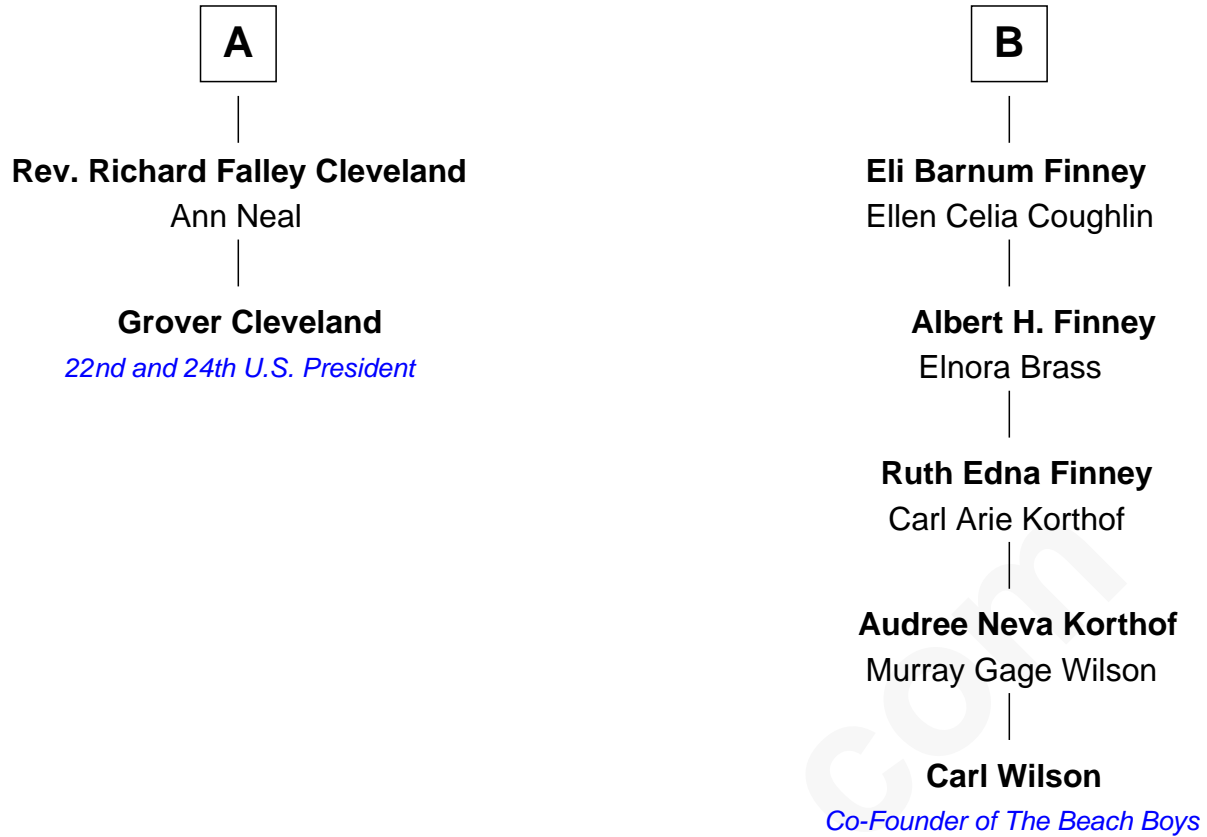 A
Rev. Richard Falley Cleveland
Ann Neal
Grover Cleveland
22nd and 24th U.S. President
B
Eli Barnum Finney
Ellen Celia Coughlin
Albert H. Finney
Elnora Brass
Ruth Edna Finney
Carl Arie Korthof
Audree Neva Korthof
Murray Gage Wilson
Carl Wilson
Co-Founder of The Beach Boys
com